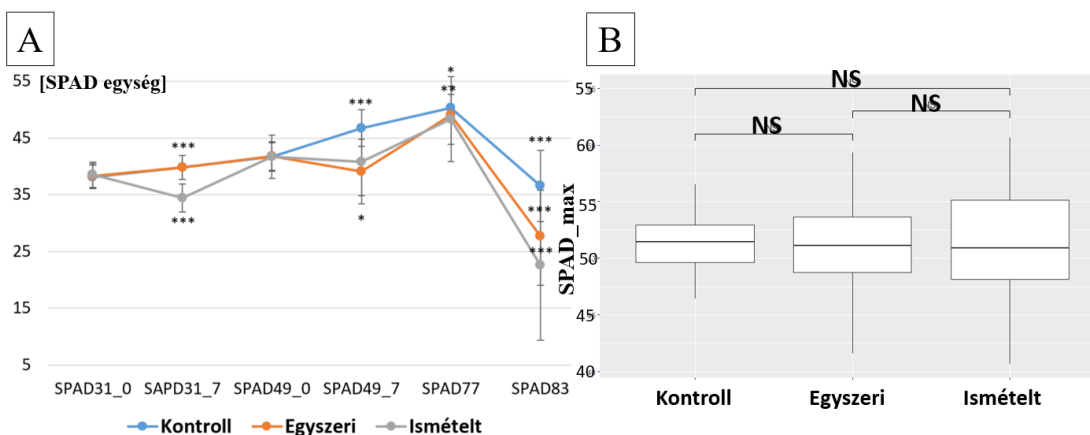 A
[SPAD egység]
55
45
35
25
15
5
***
***
***
*
*
**
***
***
***
SPAD31_0 SAPD31_7 SPAD49_0 SPAD49_7 SPAD77 SPAD83
Kontroll Egyszeri Ismételt
B
SPAD_max
55
60
55
50
45
40
NS
NS
NS
Kontroll Egyszeri Ismételt